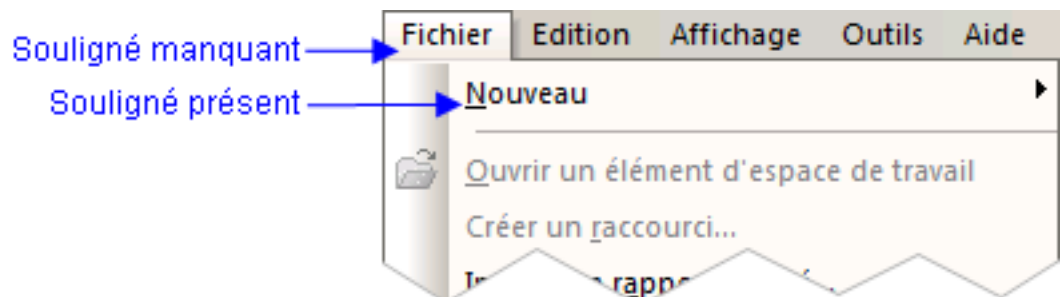 Souligné manquant
Fichier Edition Affichage Outils Aide
Souligné présent
Nouveau
Ouvrir un élément d'espace de travail
Créer un raccourci...